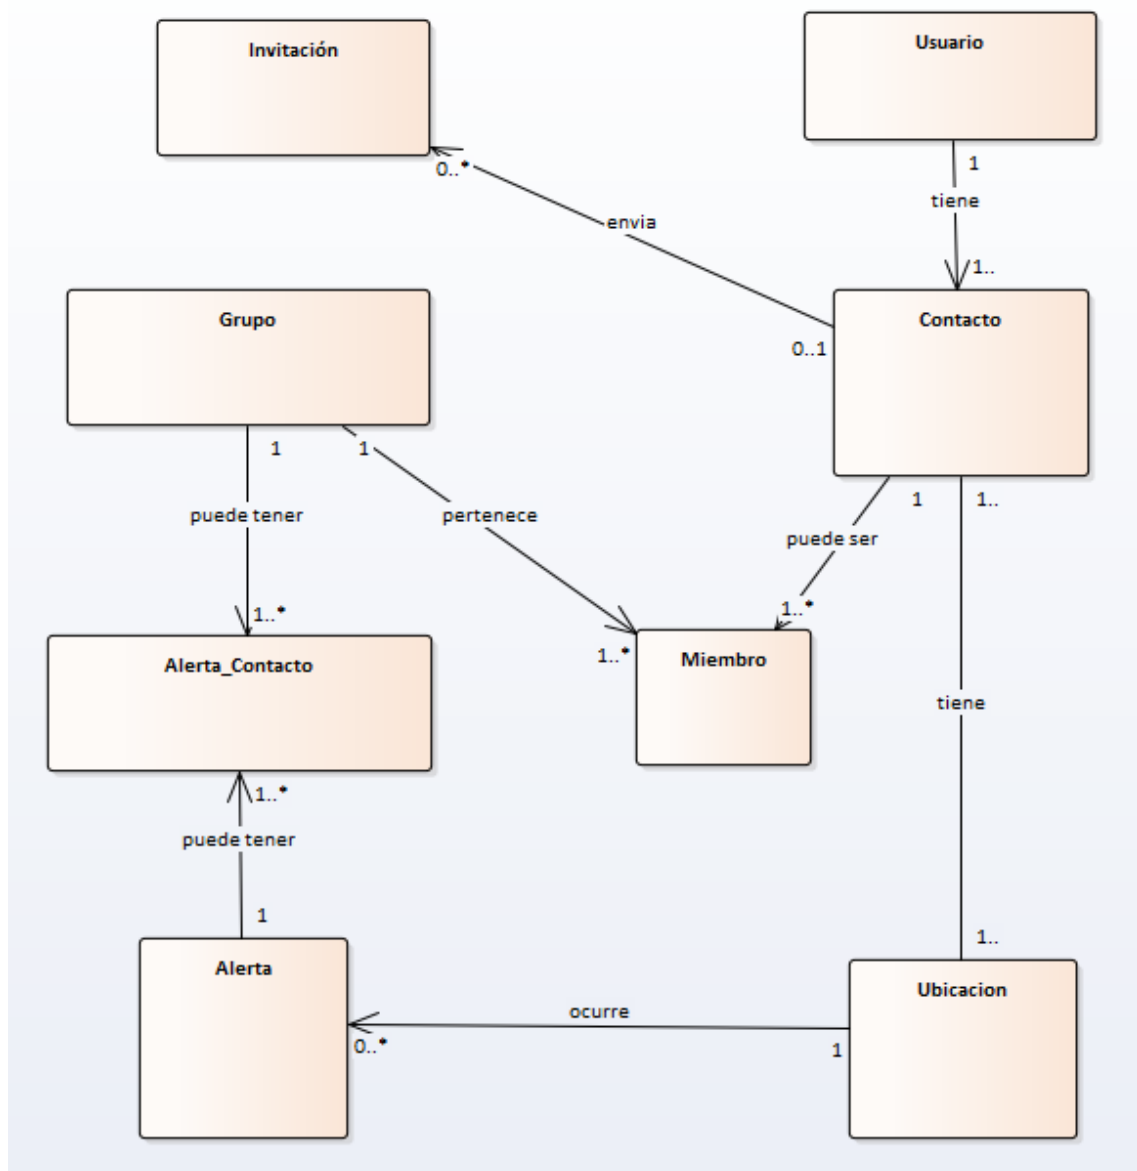 Invitación
Usuario
1
0..*
tiene
envia
1..
Grupo
Contacto
0..1
1
1
1
1..
puede tener
pertenece
puede ser
1..*
1..*
1..*
Alerta_Contacto
Miembro
tiene
1..*
puede tener
1
1..
Alerta
Ubicacion
ocurre
0..*
1